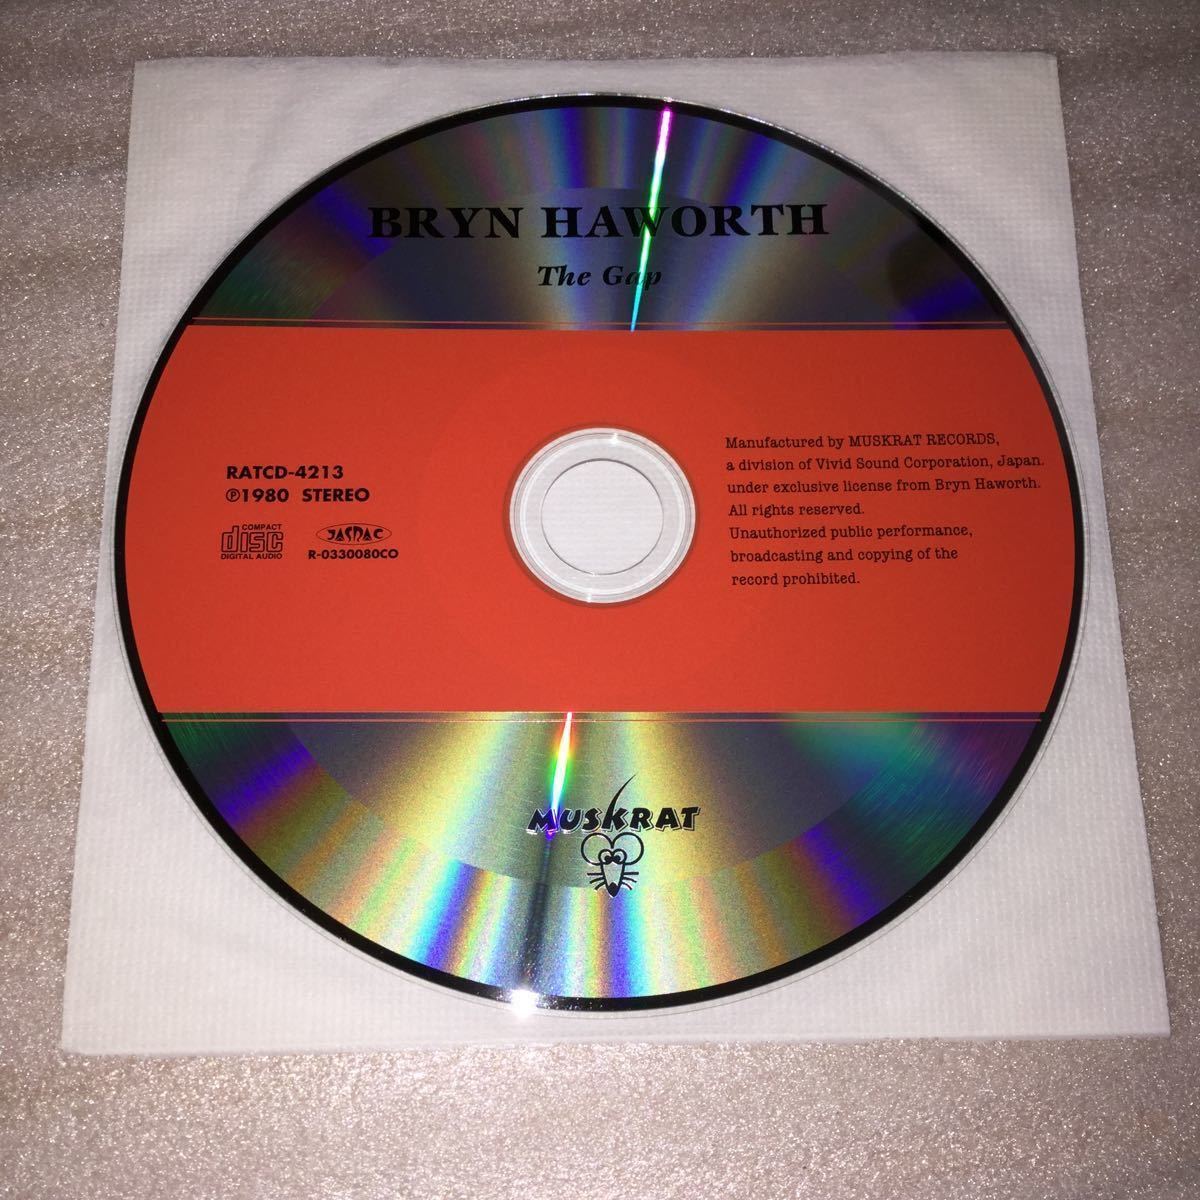 BRYN HAWORTH
The Gap
RATCD-4213
℗1980 STEREO
COMPACT
disc
DIGITAL AUDIO
JASRAC
R-0330080CO
Manufactured by MUSKRAT RECORDS,
a division of Vivid Sound Corporation, Japan.
under exclusive license from Bryn Haworth.
All rights reserved.
Unauthorized public performance,
broadcasting and copying of the
record prohibited.
MUSKRAT